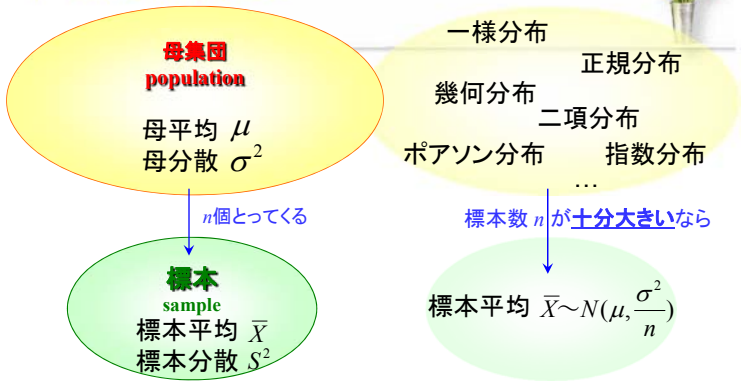 母集団
population
母平均 μ
母分散 σ²
n個とってくる
標本
sample
標本平均 X̄
標本分散 S²
一様分布
正規分布
幾何分布
二項分布
ポアソン分布 指数分布
…
標本数 n が十分大きいなら
標本平均 X̄～N(μ, σ²/n)